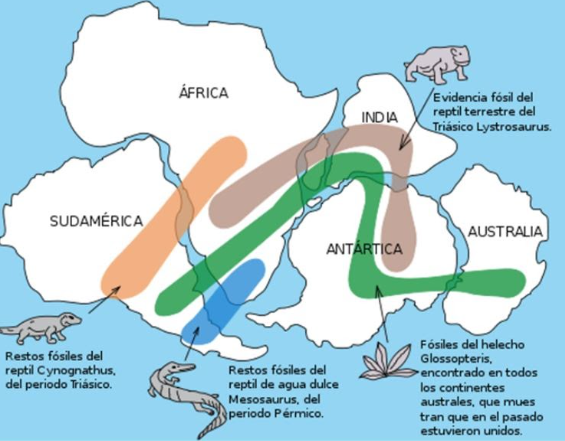 ÁFRICA
INDIA
Evidencia fósil del
reptil terrestre del
Triásico Lystrosaurus.
SUDAMÉRICA
ANTÁRTICA
AUSTRALIA
Restos fósiles del
reptil Cynognathus,
del periodo Triásico.
Restos fósiles del
reptil de agua dulce
Mesosaurus, del
periodo Pérmico.
Fósiles del helecho
Glossopteris,
encontrado en todos
los continentes
australes, que mues
tran que en el pasado
estuvieron unidos.